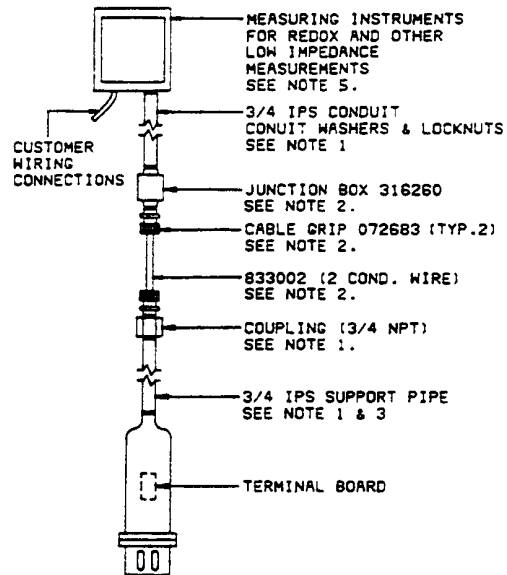 MEASURING INSTRUMENTS
FOR REDOX AND OTHER
LOW IMPEDANCE
MEASUREMENTS
SEE NOTE 5.
3/4 IPS CONDUIT
CONUIT WASHERS & LOCKNUTS
SEE NOTE 1
CUSTOMER
WIRING
CONNECTIONS
JUNCTION BOX 316260
SEE NOTE 2.
CABLE GRIP 072683 (TYP.2)
SEE NOTE 2.
833002 (2 COND. WIRE)
SEE NOTE 2.
COUPLING (3/4 NPT)
SEE NOTE 1.
3/4 IPS SUPPORT PIPE
SEE NOTE 1 & 3
TERMINAL BOARD